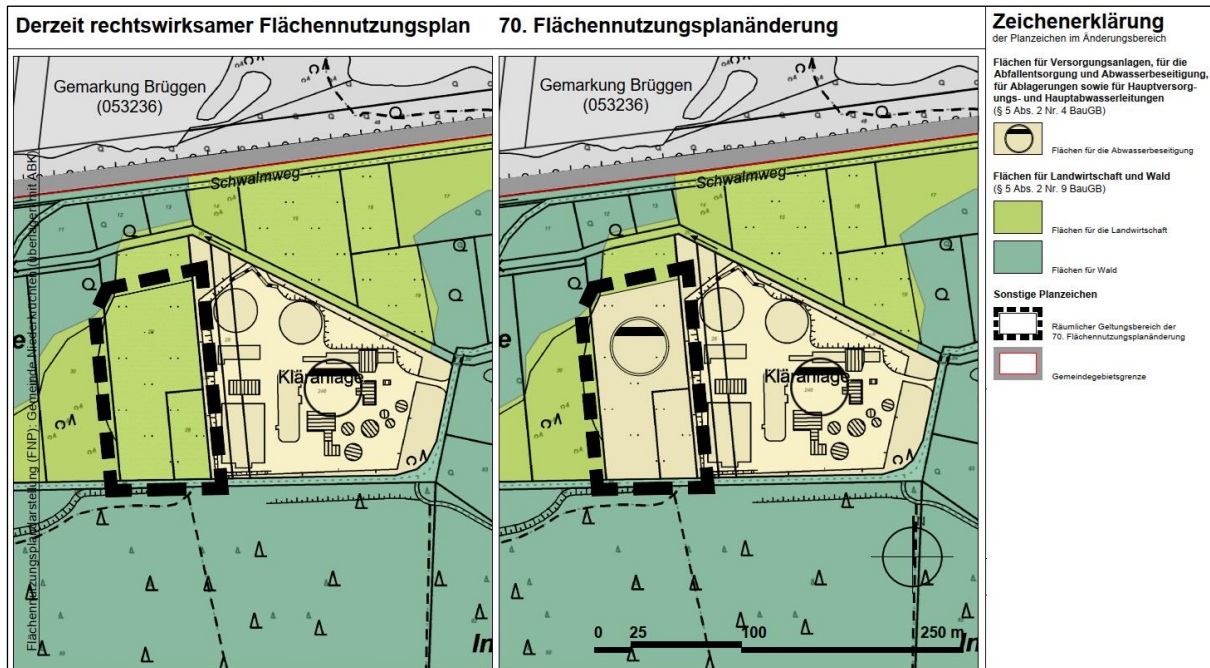 Derzeit rechtswirksamer Flächennutzungsplan
70. Flächennutzungsplanänderung
Gemarkung Brüggen
(053236)
Schwalmweg
Kläranlage
Flächennutzungsplandarstellung (FNP): Gemeinde Niederkrüchten (überlagert mit ABK)
e
In
Gemarkung Brüggen
(053236)
Schwalmweg
Kläranlage
e
In
N
0 25 100 250 m
Zeichenerklärung
der Planzeichen im Änderungsbereich
Flächen für Versorgungsanlagen, für die
Abfallentsorgung und Abwasserbeseitigung,
für Ablagerungen sowie für Hauptversorg-
ungs- und Hauptabwasserleitungen
(§ 5 Abs. 2 Nr. 4 BauGB)
Flächen für die Abwasserbeseitigung
Flächen für Landwirtschaft und Wald
(§ 5 Abs. 2 Nr. 9 BauGB)
Flächen für die Landwirtschaft
Flächen für Wald
Sonstige Planzeichen
Räumlicher Geltungsbereich der
70. Flächennutzungsplanänderung
Gemeindegebietsgrenze